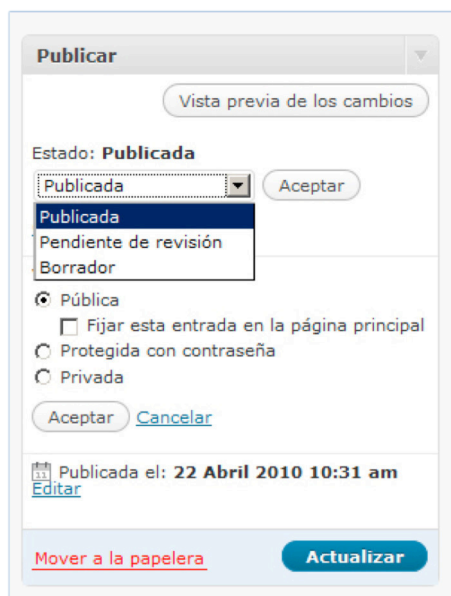 Publicar
Vista previa de los cambios
Estado: Publicada
Publicada Aceptar
Publicada
Pendiente de revisión
Borrador
Pública
Fijar esta entrada en la página principal
Protegida con contraseña
Privada
Aceptar Cancelar
Publicada el: 22 Abril 2010 10:31 am
Editar
Mover a la papelera Actualizar